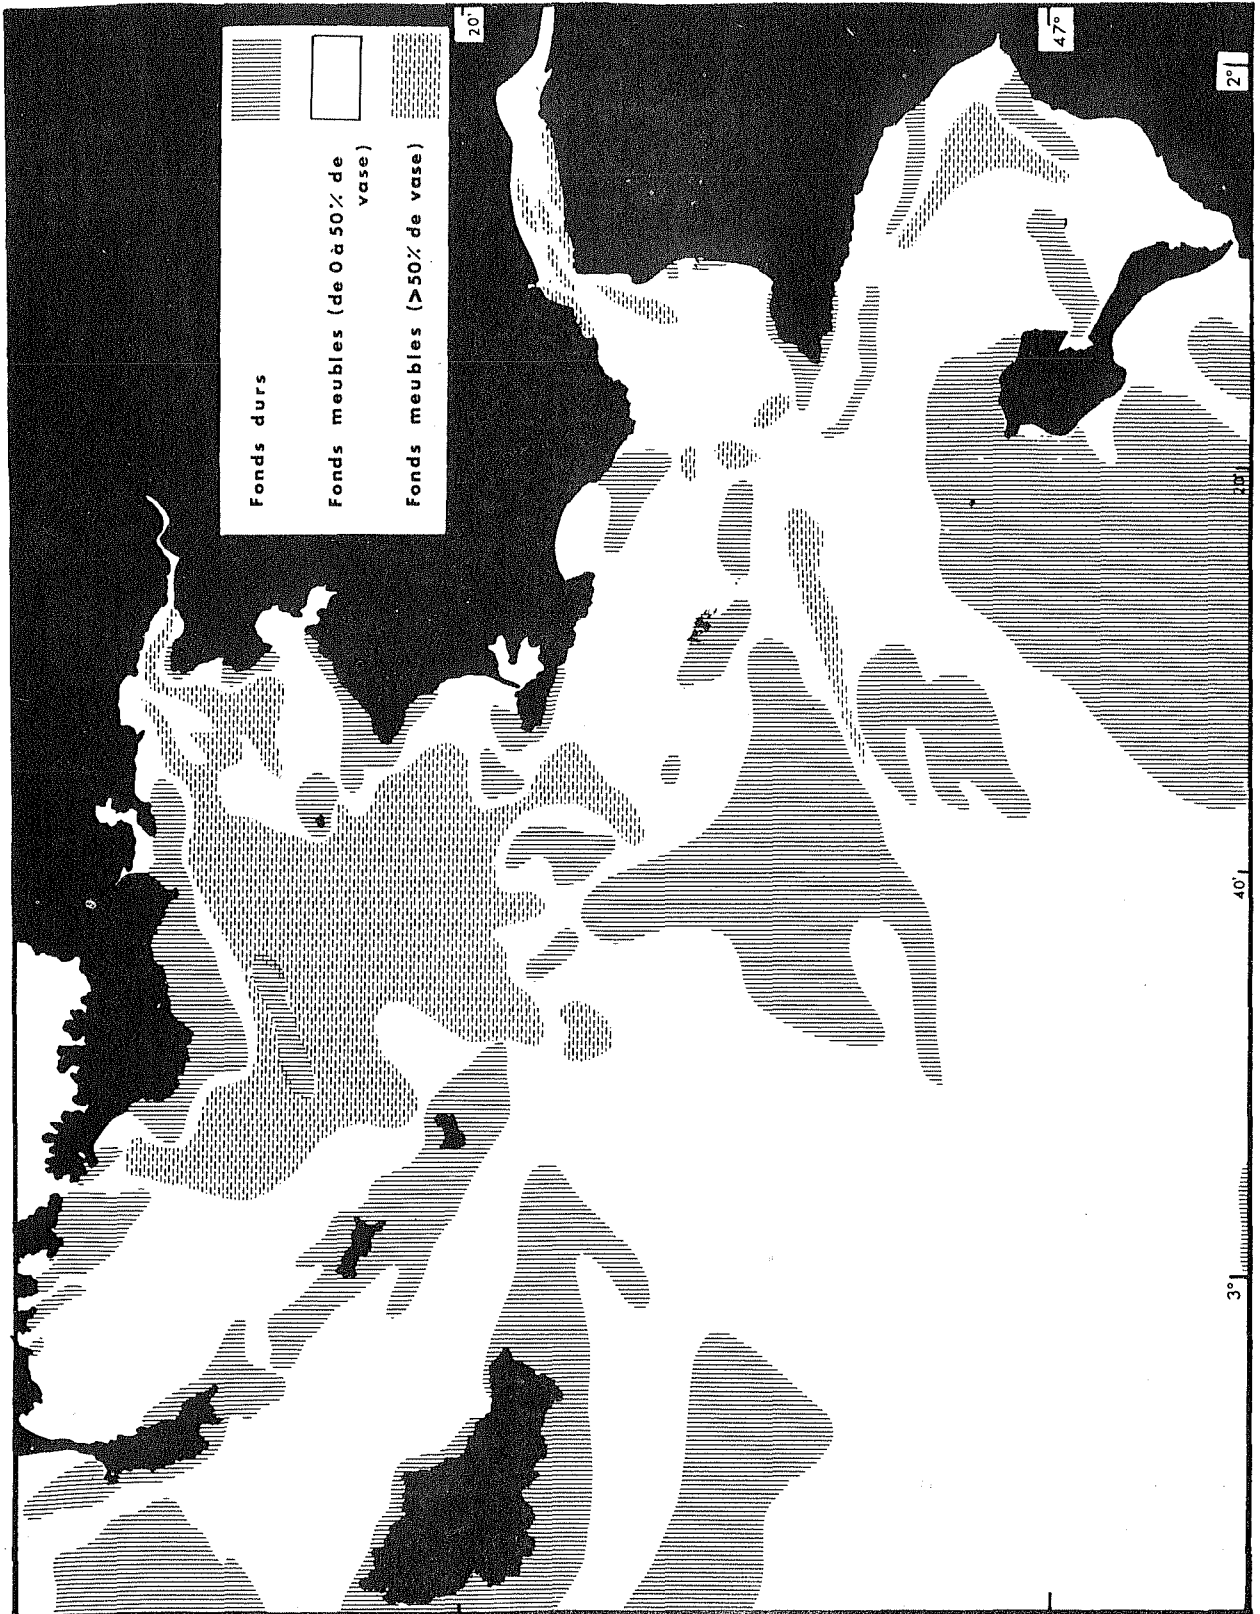 Fonds durs
Fonds meubles (de 0 à 50% de
vase)
Fonds meubles (>50% de vase)
20'
47°
2°
20'
40'
3°